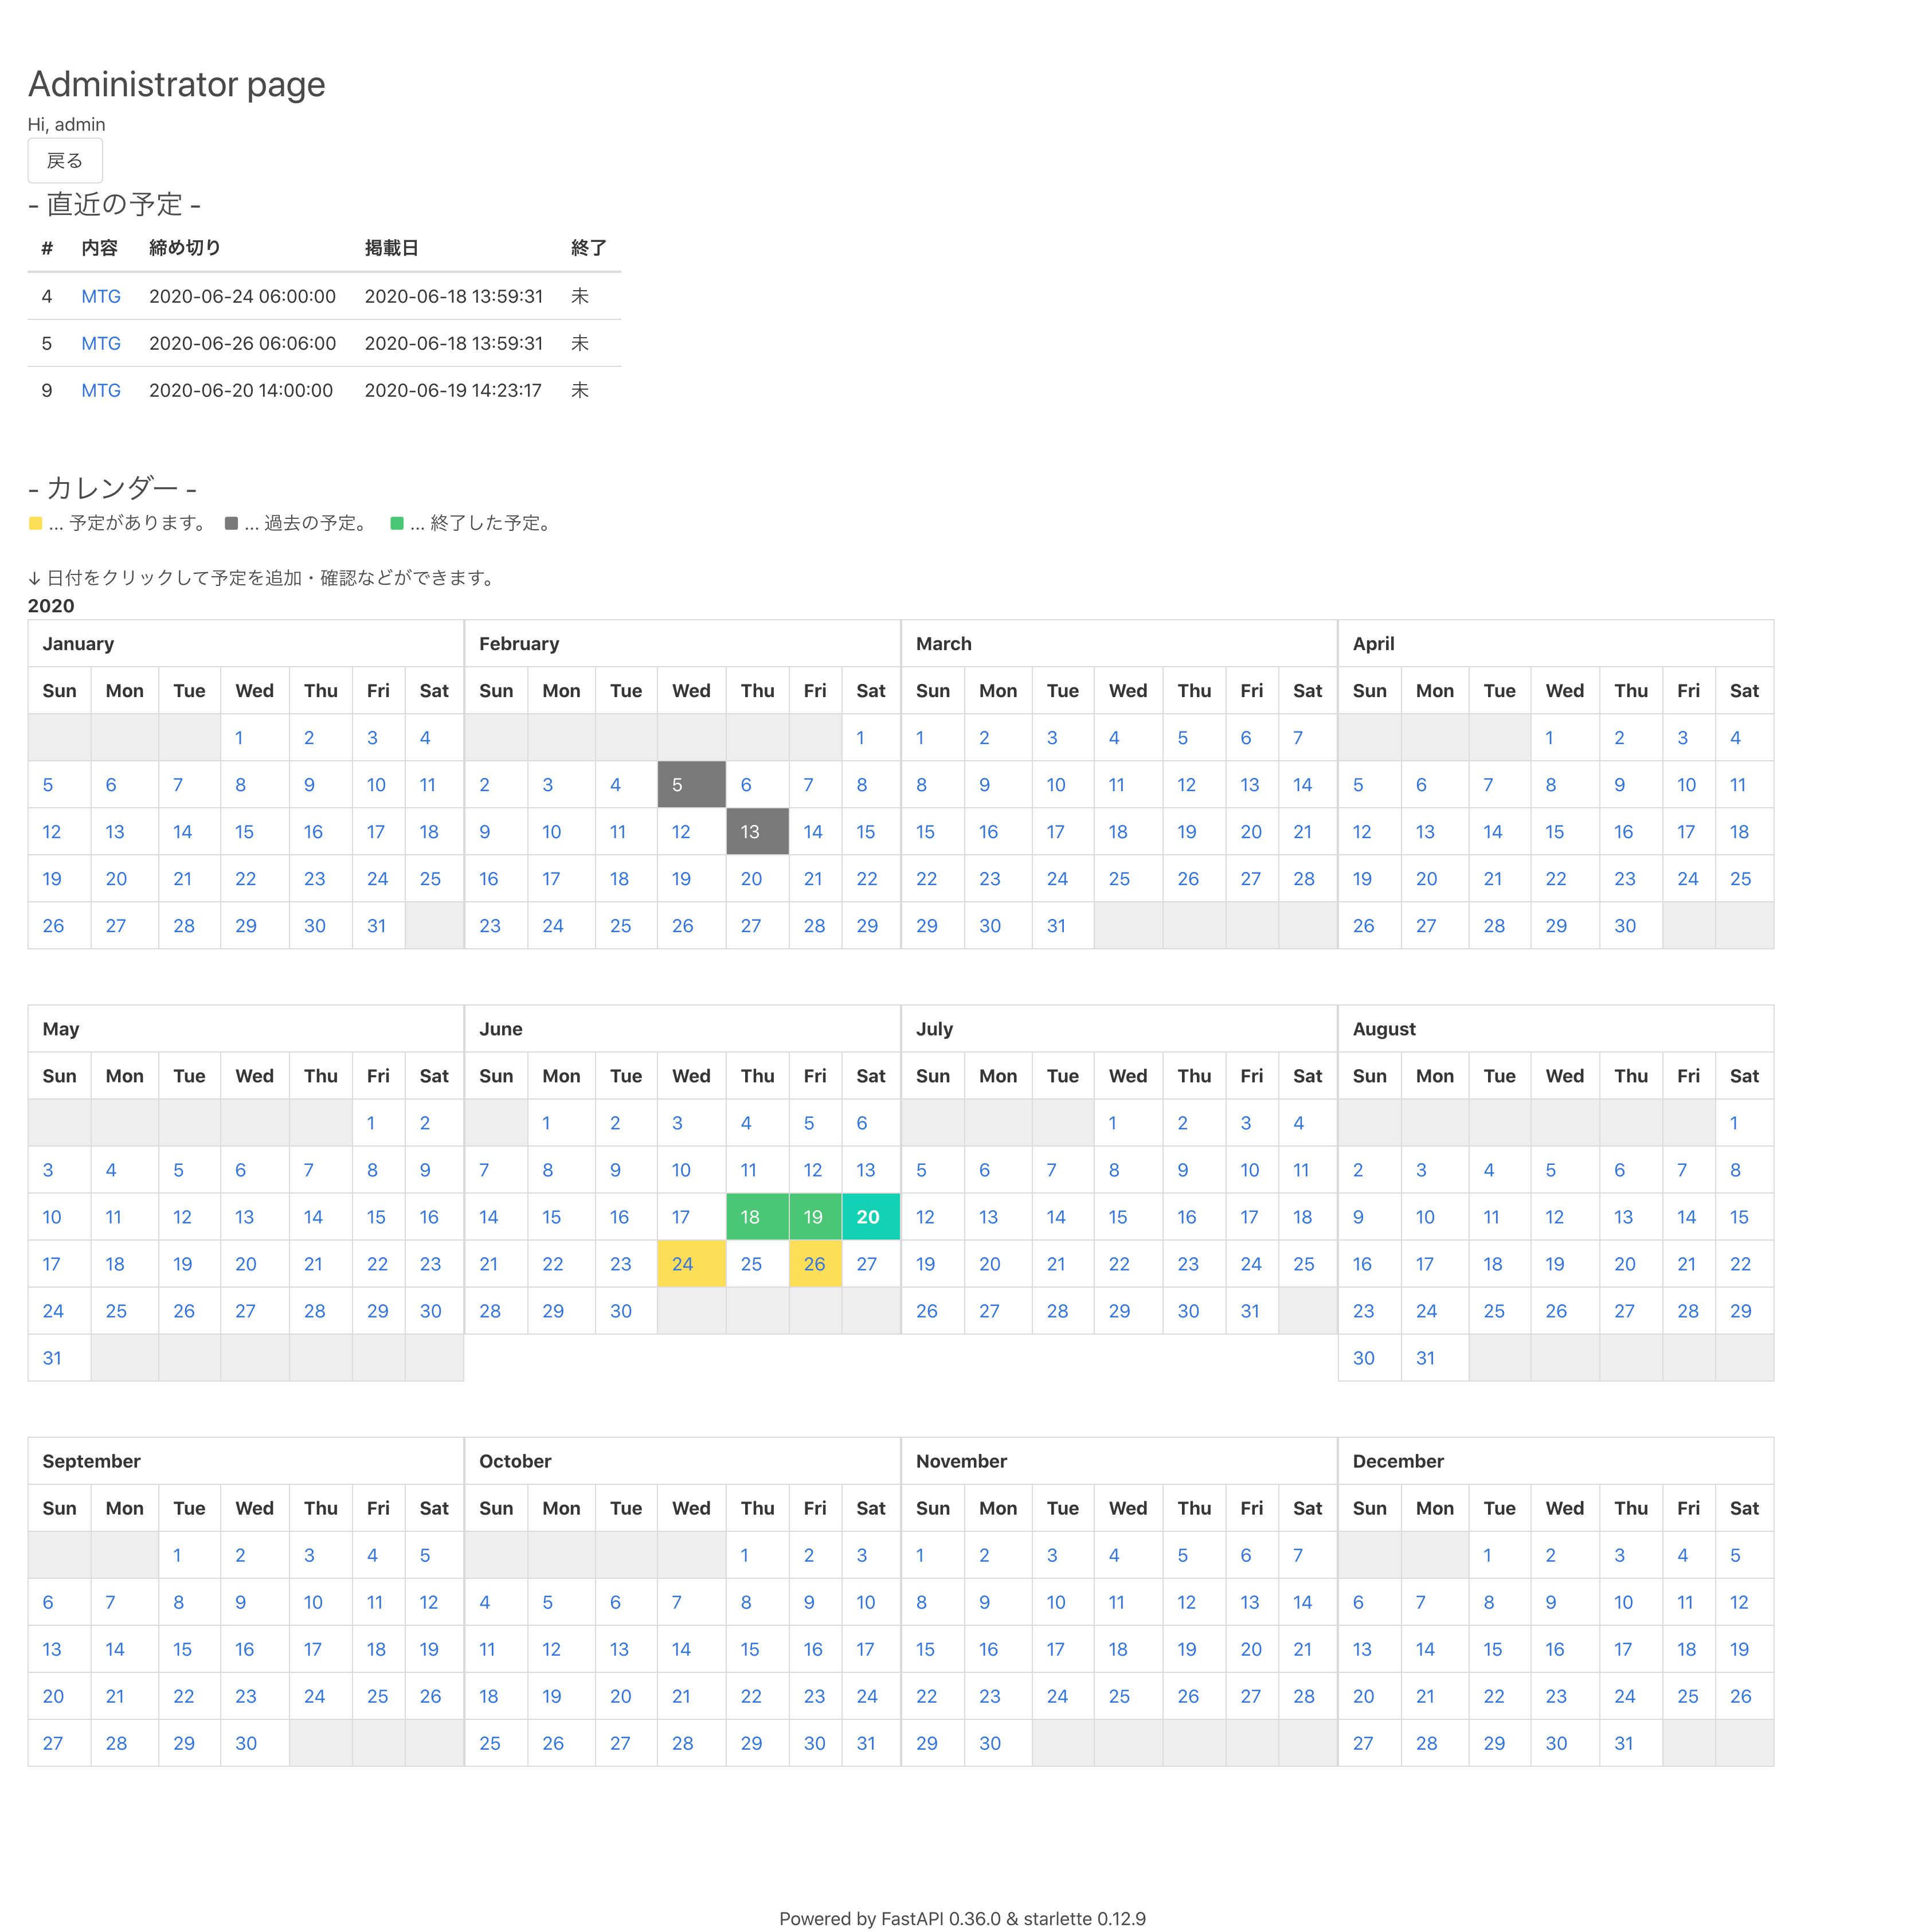 Administrator page
Hi, admin
戻る
- 直近の予定 -
# 内容 締め切り 掲載日 終了
4 MTG 2020-06-24 06:00:00 2020-06-18 13:59:31 未
5 MTG 2020-06-26 06:06:00 2020-06-18 13:59:31 未
9 MTG 2020-06-20 14:00:00 2020-06-19 14:23:17 未
- カレンダー -
... 予定があります。 ... 過去の予定。 ... 終了した予定。
↓ 日付をクリックして予定を追加・確認などができます。
2020
January February March April
Sun Mon Tue Wed Thu Fri Sat Sun Mon Tue Wed Thu Fri Sat Sun Mon Tue Wed Thu Fri Sat Sun Mon Tue Wed Thu Fri Sat
1 2 3 4 1 1 2 3 4 5 6 7 1 2 3 4
5 6 7 8 9 10 11 2 3 4 5 6 7 8 8 9 10 11 12 13 14 5 6 7 8 9 10 11
12 13 14 15 16 17 18 9 10 11 12 13 14 15 15 16 17 18 19 20 21 12 13 14 15 16 17 18
19 20 21 22 23 24 25 16 17 18 19 20 21 22 22 23 24 25 26 27 28 19 20 21 22 23 24 25
26 27 28 29 30 31 23 24 25 26 27 28 29 29 30 31 26 27 28 29 30
May June July August
Sun Mon Tue Wed Thu Fri Sat Sun Mon Tue Wed Thu Fri Sat Sun Mon Tue Wed Thu Fri Sat Sun Mon Tue Wed Thu Fri Sat
1 2 1 2 3 4 5 6 1 2 3 4 1
3 4 5 6 7 8 9 7 8 9 10 11 12 13 5 6 7 8 9 10 11 2 3 4 5 6 7 8
10 11 12 13 14 15 16 14 15 16 17 18 19 20 12 13 14 15 16 17 18 9 10 11 12 13 14 15
17 18 19 20 21 22 23 21 22 23 24 25 26 27 19 20 21 22 23 24 25 16 17 18 19 20 21 22
24 25 26 27 28 29 30 28 29 30 26 27 28 29 30 31 23 24 25 26 27 28 29
31 30 31
September October November December
Sun Mon Tue Wed Thu Fri Sat Sun Mon Tue Wed Thu Fri Sat Sun Mon Tue Wed Thu Fri Sat Sun Mon Tue Wed Thu Fri Sat
1 2 3 4 5 1 2 3 1 2 3 4 5 6 7 1 2 3 4 5
6 7 8 9 10 11 12 4 5 6 7 8 9 10 8 9 10 11 12 13 14 6 7 8 9 10 11 12
13 14 15 16 17 18 19 11 12 13 14 15 16 17 15 16 17 18 19 20 21 13 14 15 16 17 18 19
20 21 22 23 24 25 26 18 19 20 21 22 23 24 22 23 24 25 26 27 28 20 21 22 23 24 25 26
27 28 29 30 25 26 27 28 29 30 31 29 30 27 28 29 30 31
Powered by FastAPI 0.36.0 & starlette 0.12.9